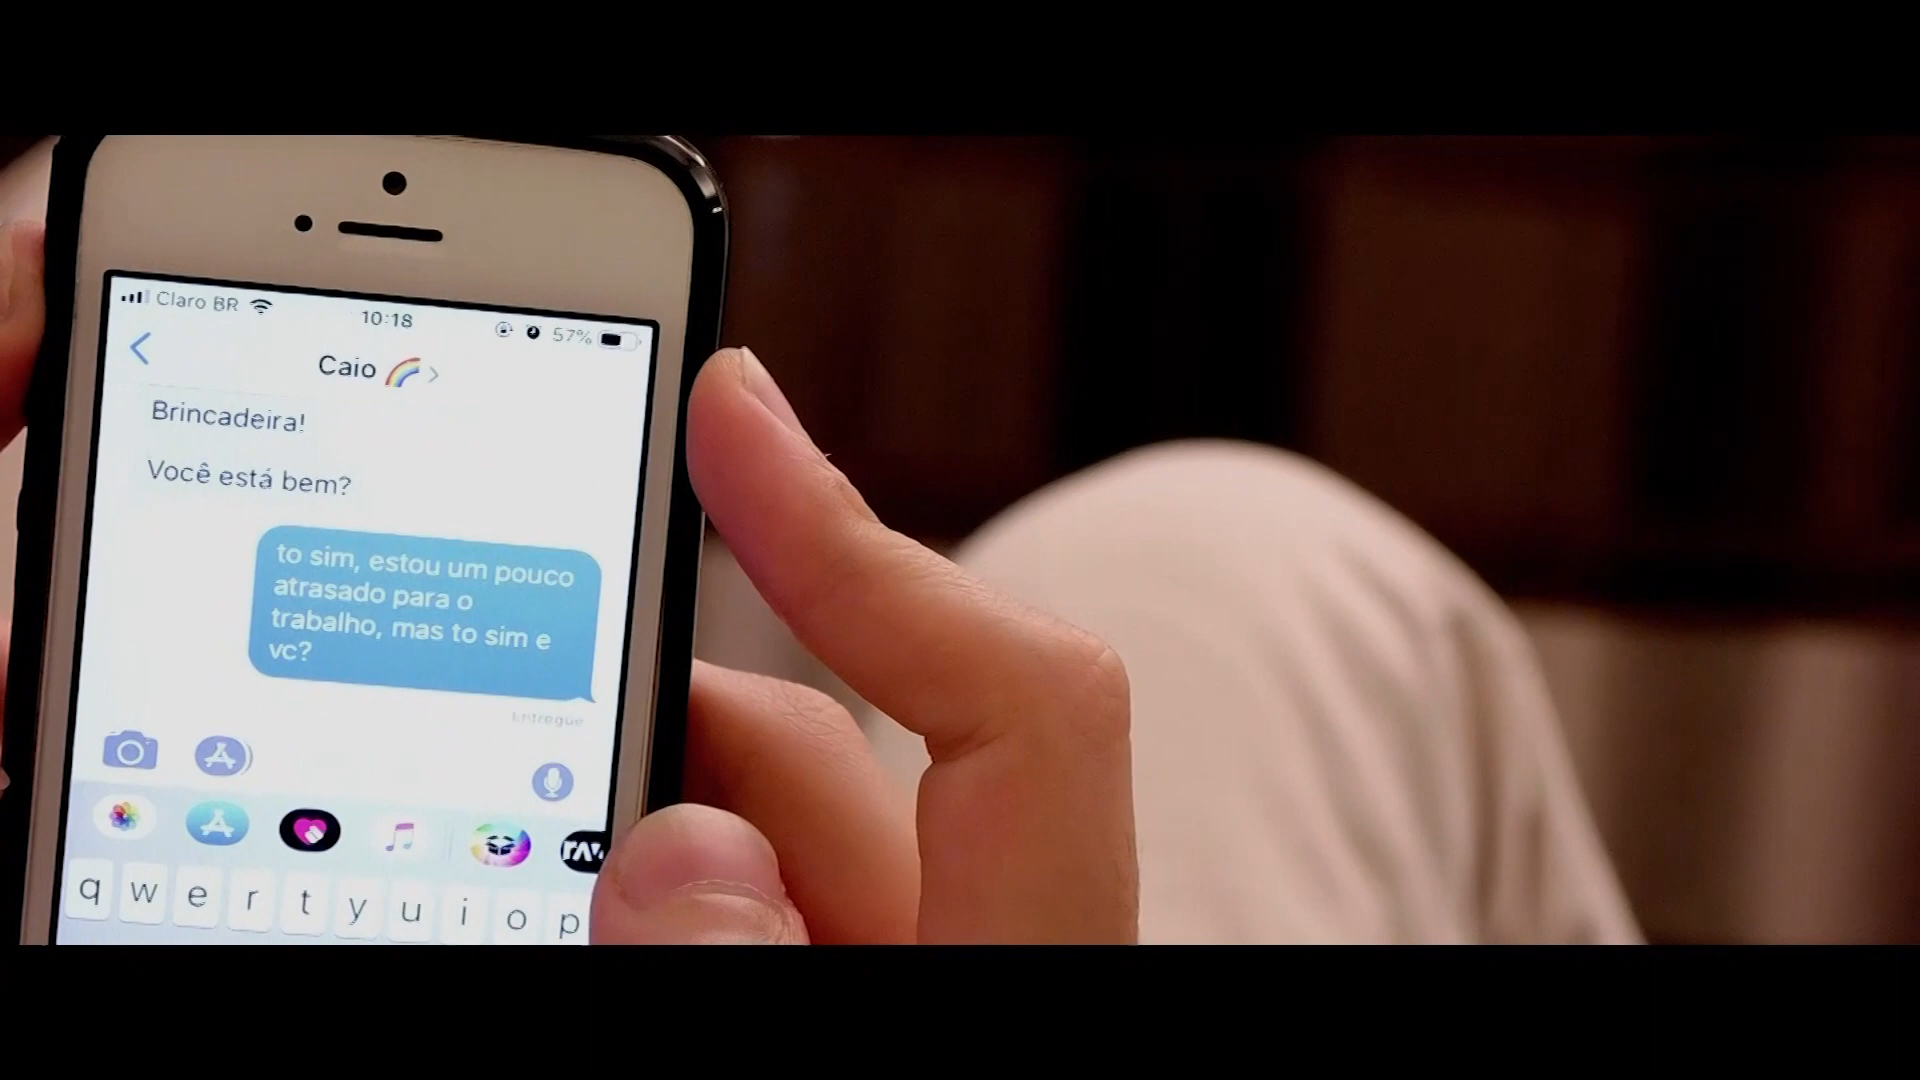 Claro BR
10:18
57%
Caio
Brincadeira!
Você está bem?
to sim, estou um pouco
atrasado para o
trabalho, mas to sim e
vc?
Entregue
q w e r t y u i o p